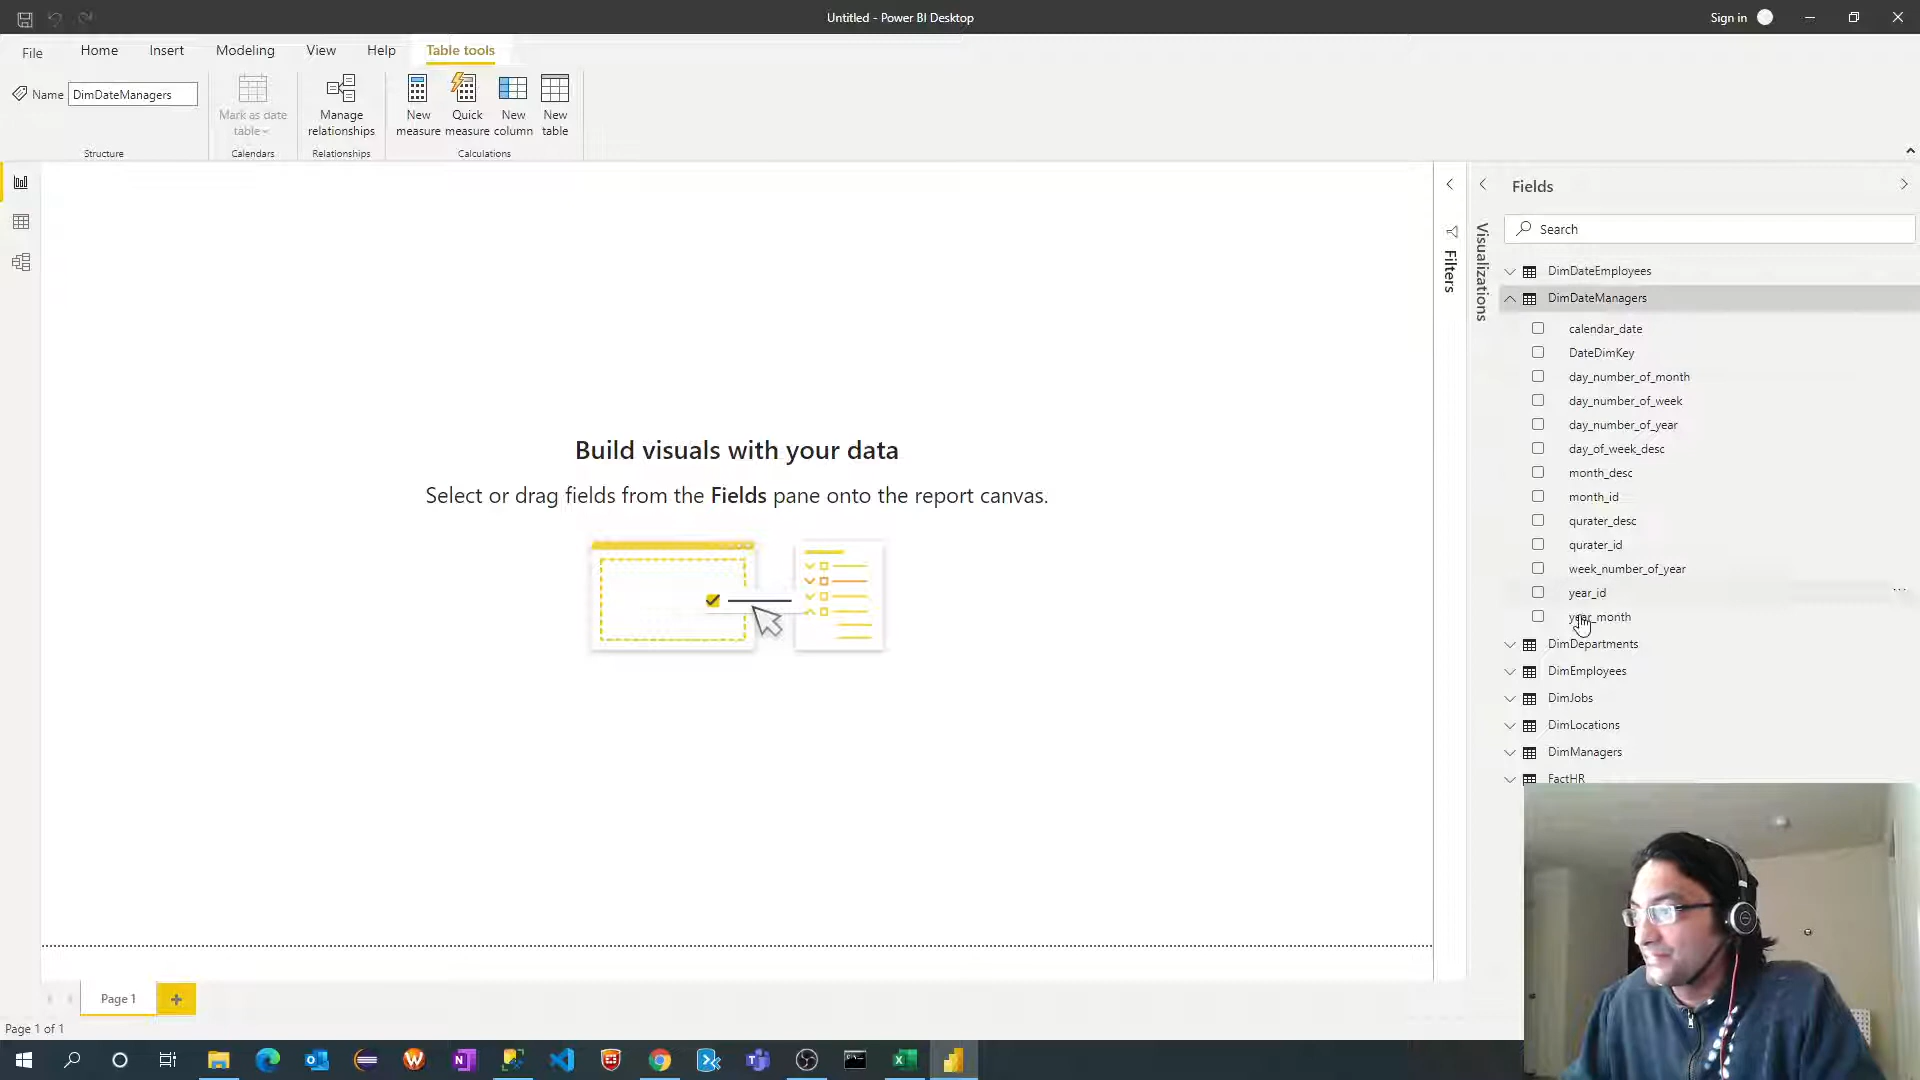 Untitled - Power BI Desktop
Sign in
File
Home
Insert
Modeling
View
Help
Table tools
Name
DimDateManagers
Mark as date
table
Manage
relationships
New
measure
Quick
measure
New
column
New
table
Structure
Calendars
Relationships
Calculations
Filters
Visualizations
Fields
Search
DimDateEmployees
DimDateManagers
calendar_date
DateDimKey
day_number_of_month
day_number_of_week
day_number_of_year
day_of_week_desc
month_desc
month_id
qurater_desc
qurater_id
week_number_of_year
year_id
year_month
DimDepartments
DimEmployees
DimJobs
DimLocations
DimManagers
FactHR
Build visuals with your data
Select or drag fields from the Fields pane onto the report canvas.
Page 1
Page 1 of 1